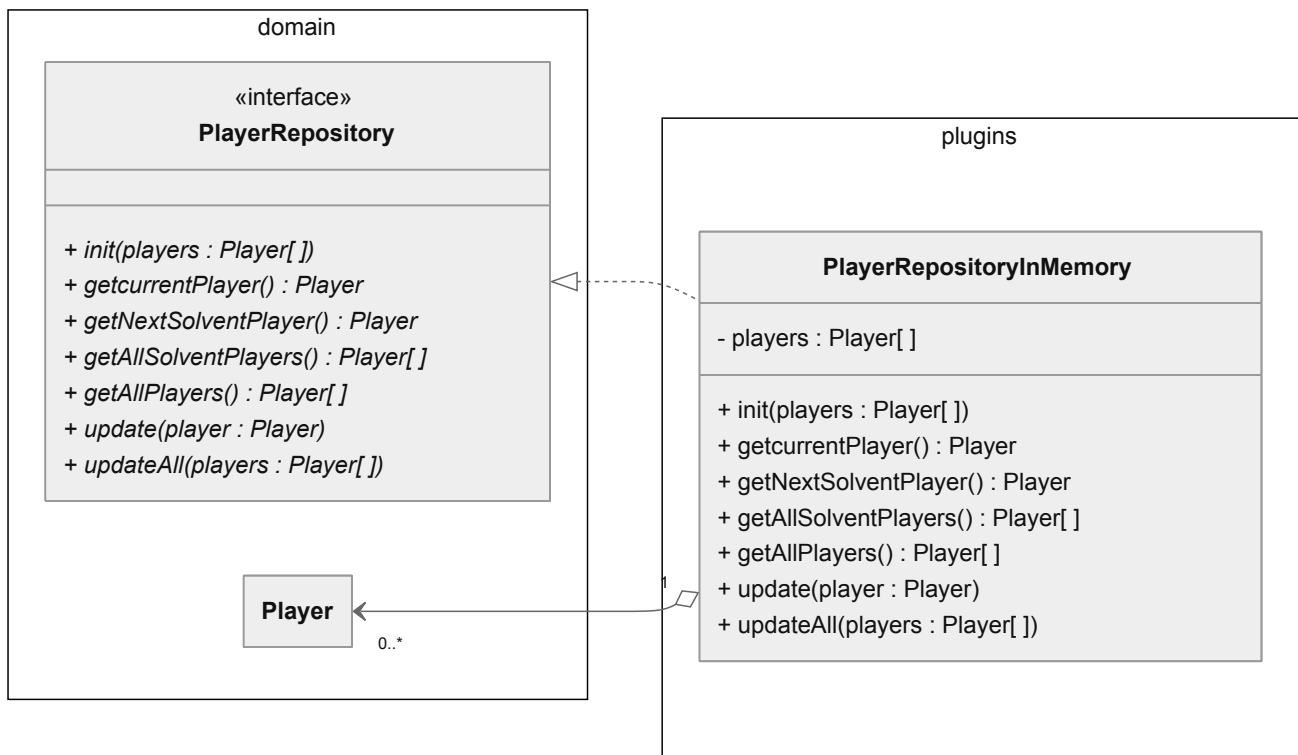 domain
«interface»
PlayerRepository
+ init(players : Player[ ])
+ getcurrentPlayer() : Player
+ getNextSolventPlayer() : Player
+ getAllSolventPlayers() : Player[ ]
+ getAllPlayers() : Player[ ]
+ update(player : Player)
+ updateAll(players : Player[ ])
Player
0..*
1
plugins
PlayerRepositoryInMemory
- players : Player[ ]
+ init(players : Player[ ])
+ getcurrentPlayer() : Player
+ getNextSolventPlayer() : Player
+ getAllSolventPlayers() : Player[ ]
+ getAllPlayers() : Player[ ]
+ update(player : Player)
+ updateAll(players : Player[ ])